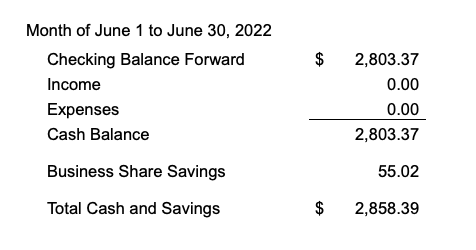 Month of June 1 to June 30, 2022
Checking Balance Forward $ 2,803.37
Income 0.00
Expenses 0.00
Cash Balance 2,803.37
Business Share Savings 55.02
Total Cash and Savings $ 2,858.39